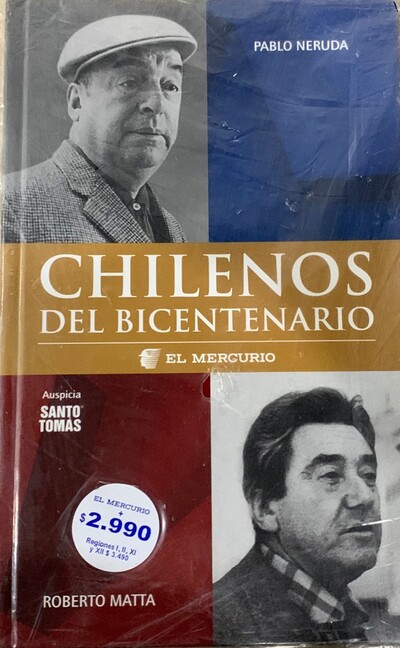 PABLO NERUDA
CHILENOS
DEL BICENTENARIO
EL MERCURIO
Auspicia
SANTO
TOMÁS
EL MERCURIO
+
$2.990
Regiones I, II, XI
y XII $ 3.490
ROBERTO MATTA